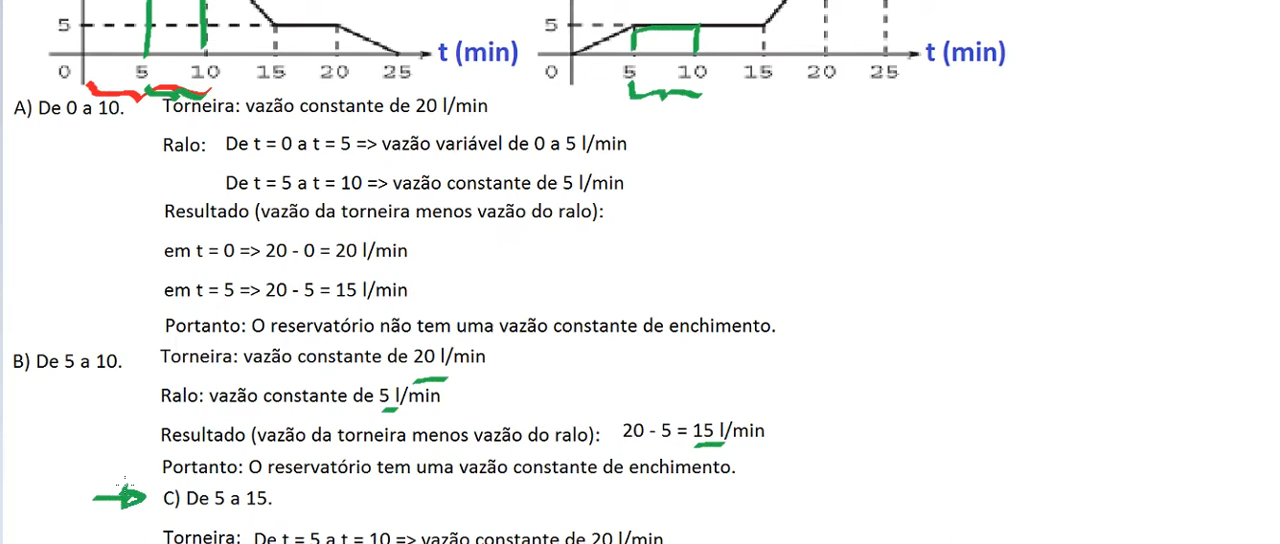 5 5
t (min) t (min)
0 5 10 15 20 25 0 5 10 15 20 25
A) De 0 a 10. Torneira: vazão constante de 20 l/min
Ralo: De t = 0 a t = 5 => vazão variável de 0 a 5 l/min
De t = 5 a t = 10 => vazão constante de 5 l/min
Resultado (vazão da torneira menos vazão do ralo):
em t = 0 => 20 - 0 = 20 l/min
em t = 5 => 20 - 5 = 15 l/min
Portanto: O reservatório não tem uma vazão constante de enchimento.
B) De 5 a 10. Torneira: vazão constante de 20 l/min
Ralo: vazão constante de 5 l/min
Resultado (vazão da torneira menos vazão do ralo): 20 - 5 = 15 l/min
Portanto: O reservatório tem uma vazão constante de enchimento.
C) De 5 a 15.
Torneira: De t = 5 a t = 10 => vazão constante de 20 l/min